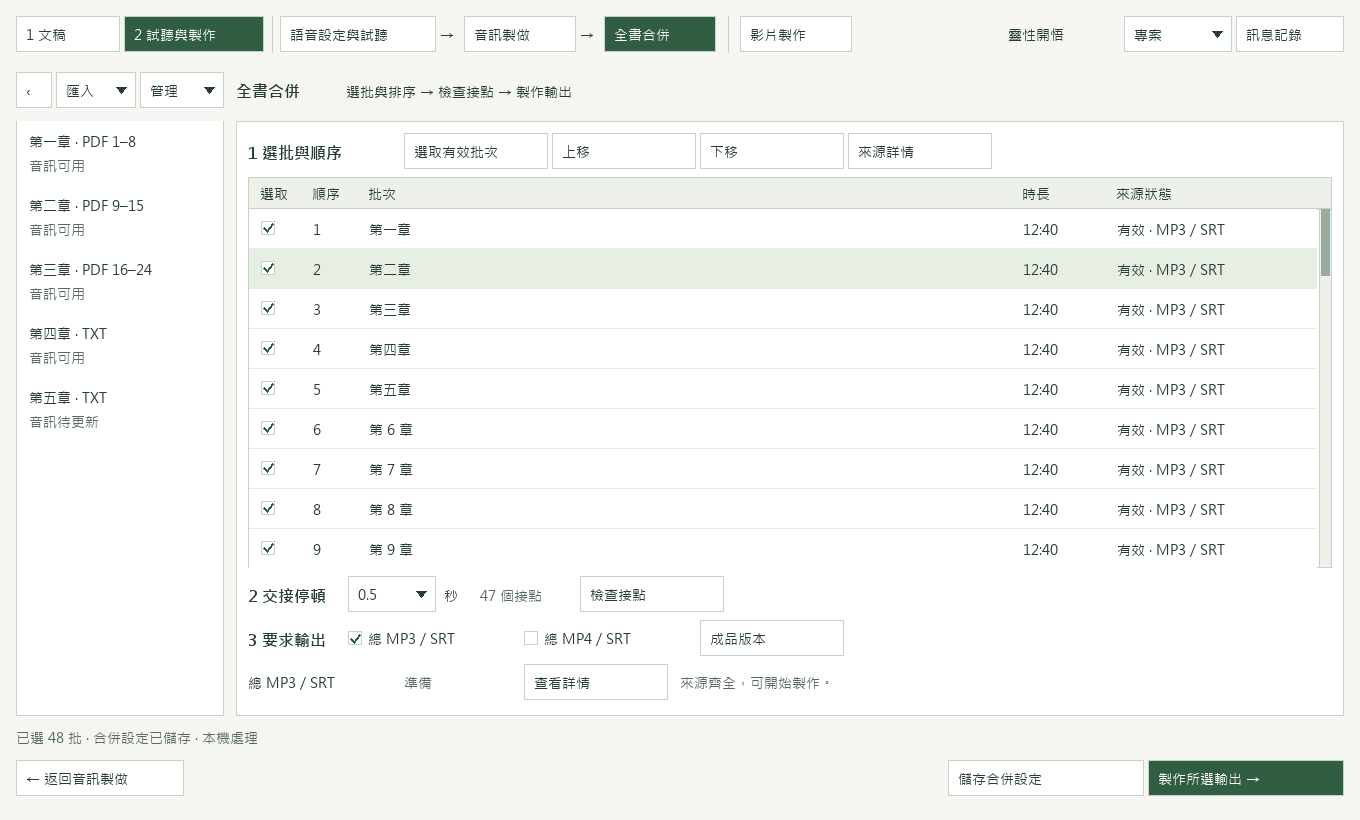 1 文稿 2 試聽與製作 語音設定與試聽 → 音訊製做 → 全書合併 影片製作 靈性開悟 專案 訊息記錄
‹ 匯入 管理 全書合併 選批與排序 → 檢查接點 → 製作輸出
第一章 · PDF 1–8
音訊可用
第二章 · PDF 9–15
音訊可用
第三章 · PDF 16–24
音訊可用
第四章 · TXT
音訊可用
第五章 · TXT
音訊待更新
1 選批與順序 選取有效批次 上移 下移 來源詳情
選取 順序 批次 時長 來源狀態
1 第一章 12:40 有效 · MP3 / SRT
2 第二章 12:40 有效 · MP3 / SRT
3 第三章 12:40 有效 · MP3 / SRT
4 第四章 12:40 有效 · MP3 / SRT
5 第五章 12:40 有效 · MP3 / SRT
6 第 6 章 12:40 有效 · MP3 / SRT
7 第 7 章 12:40 有效 · MP3 / SRT
8 第 8 章 12:40 有效 · MP3 / SRT
9 第 9 章 12:40 有效 · MP3 / SRT
2 交接停頓 0.5 秒 47 個接點 檢查接點
3 要求輸出 總 MP3 / SRT 總 MP4 / SRT 成品版本
總 MP3 / SRT 準備 查看詳情 來源齊全，可開始製作。
已選 48 批 · 合併設定已儲存 · 本機處理
← 返回音訊製做 儲存合併設定 製作所選輸出 →